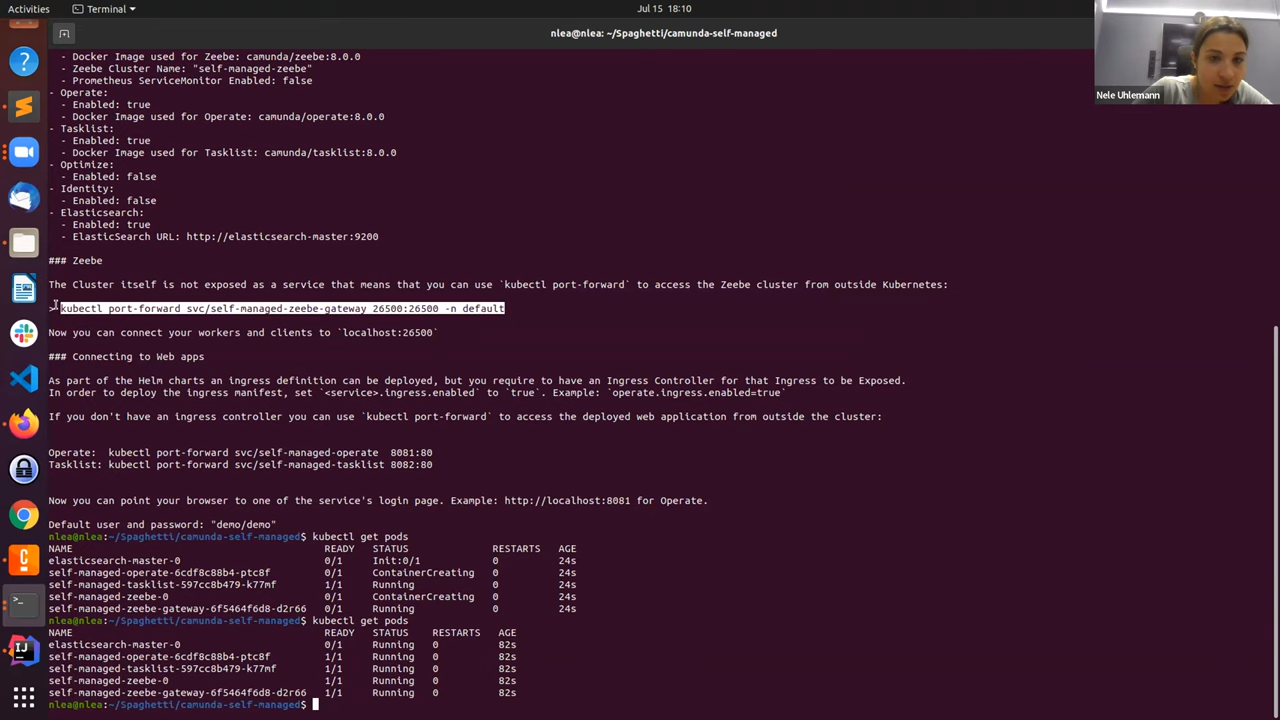 Activities
Terminal
Jul 15 18:10
nlea@nlea: ~/Spaghetti/camunda-self-managed
Nele Uhlemann
- Docker Image used for Zeebe: camunda/zeebe:8.0.0
- Zeebe Cluster Name: "self-managed-zeebe"
- Prometheus ServiceMonitor Enabled: false
- Operate:
- Enabled: true
- Docker Image used for Operate: camunda/operate:8.0.0
- Tasklist:
- Enabled: true
- Docker Image used for Tasklist: camunda/tasklist:8.0.0
- Optimize:
- Enabled: false
- Identity:
- Enabled: false
- Elasticsearch:
- Enabled: true
- ElasticSearch URL: http://elasticsearch-master:9200
### Zeebe
The Cluster itself is not exposed as a service that means that you can use `kubectl port-forward` to access the Zeebe cluster from outside Kubernetes:
> kubectl port-forward svc/self-managed-zeebe-gateway 26500:26500 -n default
Now you can connect your workers and clients to `localhost:26500`
### Connecting to Web apps
As part of the Helm charts an ingress definition can be deployed, but you require to have an Ingress Controller for that Ingress to be Exposed.
In order to deploy the ingress manifest, set `<service>.ingress.enabled` to `true`. Example: `operate.ingress.enabled=true`
If you don't have an ingress controller you can use `kubectl port-forward` to access the deployed web application from outside the cluster:
Operate: kubectl port-forward svc/self-managed-operate 8081:80
Tasklist: kubectl port-forward svc/self-managed-tasklist 8082:80
Now you can point your browser to one of the service's login page. Example: http://localhost:8081 for Operate.
Default user and password: "demo/demo"
nlea@nlea:~/Spaghetti/camunda-self-managed$ kubectl get pods
NAME READY STATUS RESTARTS AGE
elasticsearch-master-0 0/1 Init:0/1 0 24s
self-managed-operate-6cdf8c88b4-ptc8f 0/1 ContainerCreating 0 24s
self-managed-tasklist-597cc8b479-k77mf 1/1 Running 0 24s
self-managed-zeebe-0 0/1 ContainerCreating 0 24s
self-managed-zeebe-gateway-6f5464f6d8-d2r66 0/1 Running 0 24s
nlea@nlea:~/Spaghetti/camunda-self-managed$ kubectl get pods
NAME READY STATUS RESTARTS AGE
elasticsearch-master-0 0/1 Running 0 82s
self-managed-operate-6cdf8c88b4-ptc8f 1/1 Running 0 82s
self-managed-tasklist-597cc8b479-k77mf 1/1 Running 0 82s
self-managed-zeebe-0 1/1 Running 0 82s
self-managed-zeebe-gateway-6f5464f6d8-d2r66 1/1 Running 0 82s
nlea@nlea:~/Spaghetti/camunda-self-managed$